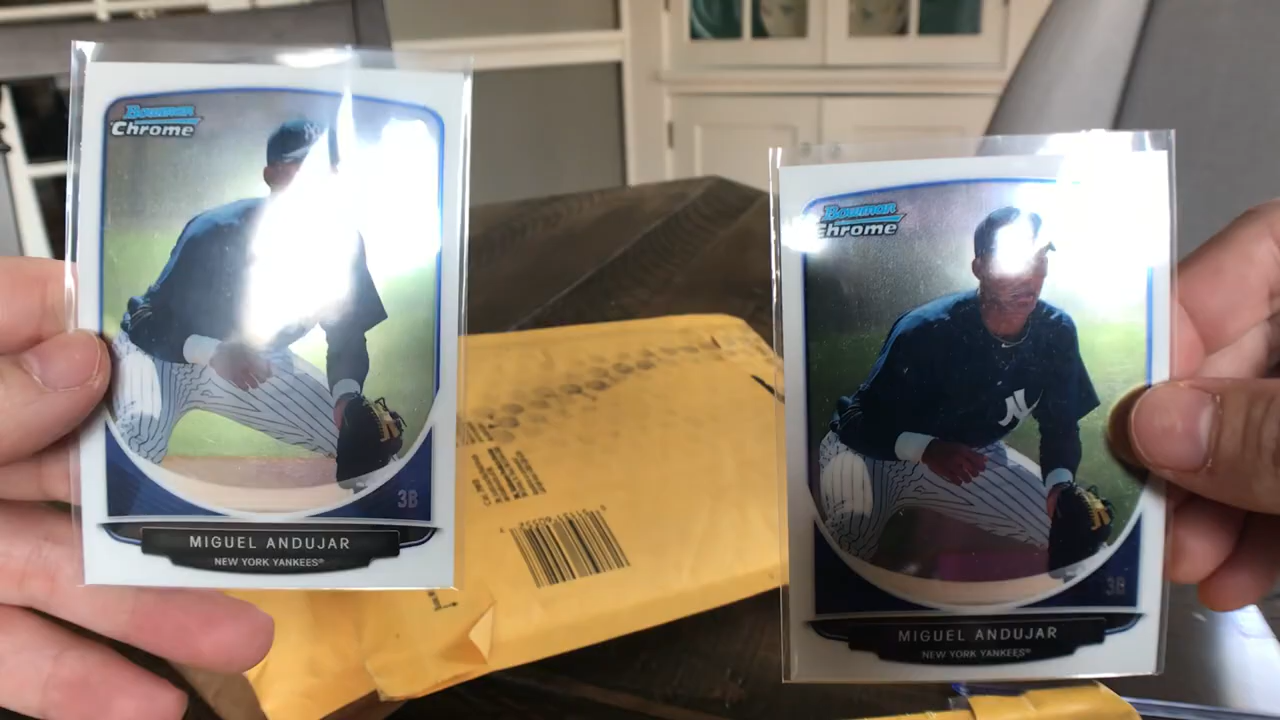 Bowman
Chrome
3B
MIGUEL ANDUJAR
NEW YORK YANKEES®
Bowman
Chrome
3B
MIGUEL ANDUJAR
NEW YORK YANKEES®